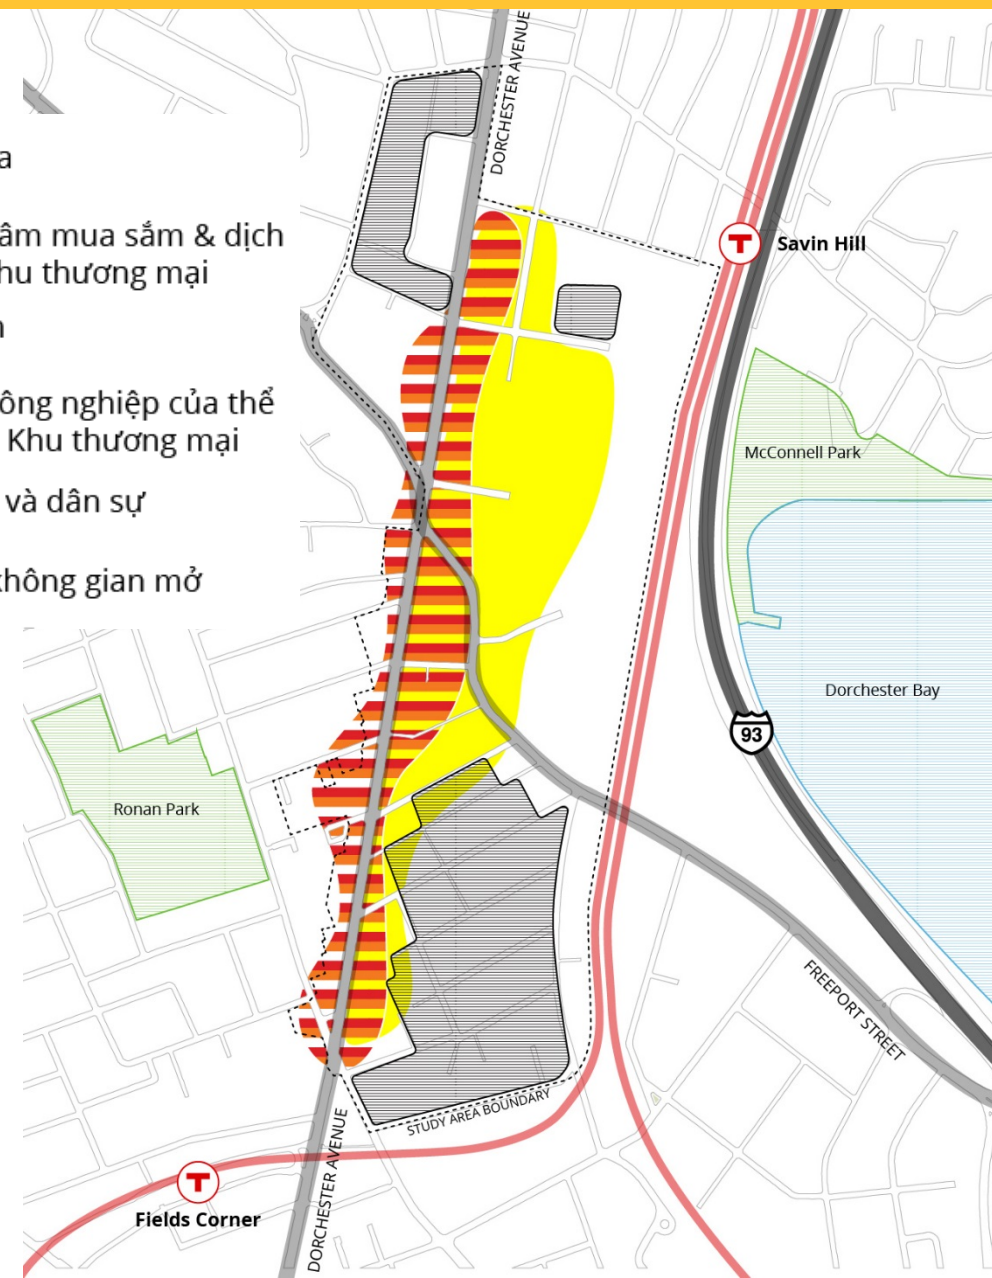 a
âm mua sắm & dịch
hu thương mại
n
ông nghiệp của thể
Khu thương mại
và dân sự
không gian mở
DORCHESTER AVENUE
T Savin Hill
McConnell Park
Dorchester Bay
93
Ronan Park
FREEPORT STREET
STUDY AREA BOUNDARY
DORCHESTER AVENUE
T
Fields Corner